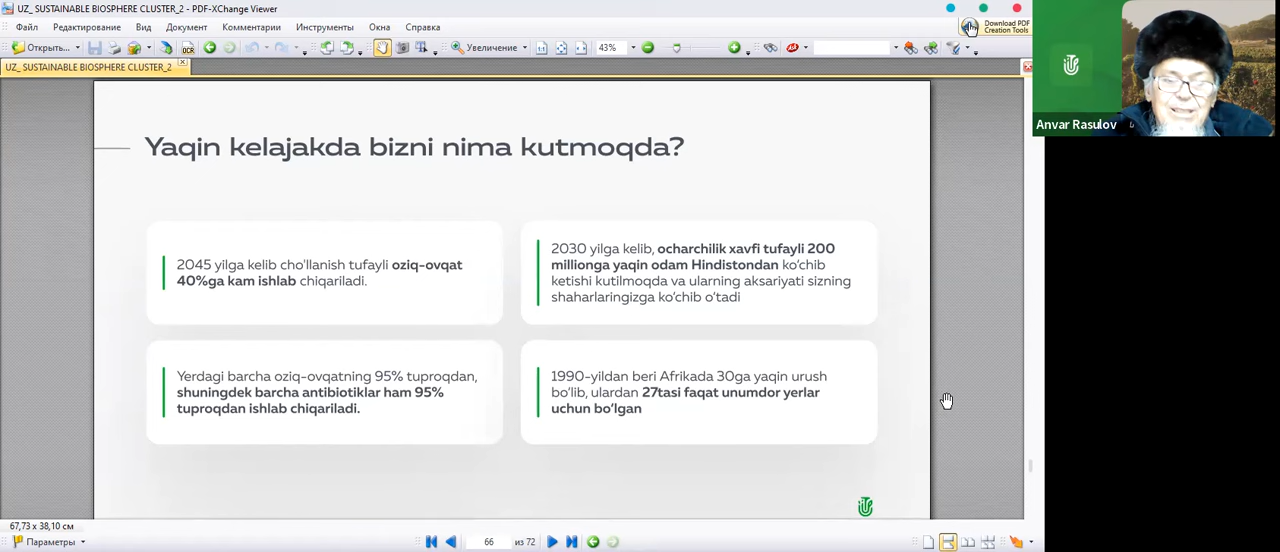 UZ_ SUSTAINABLE BIOSPHERE CLUSTER_2 - PDF-XChange Viewer
Файл Редактирование Вид Документ Комментарии Инструменты Окна Справка
Download PDF
Creation Tools
Открыть... OCR Увеличение 1:1 43%
UZ_ SUSTAINABLE BIOSPHERE CLUSTER_2
Anvar Rasulov
Yaqin kelajakda bizni nima kutmoqda?
2045 yilga kelib cho'llanish tufayli oziq-ovqat
40%ga kam ishlab chiqariladi.
2030 yilga kelib, ocharchilik xavfi tufayli 200
millionga yaqin odam Hindistondan ko‘chib
ketishi kutilmoqda va ularning aksariyati sizning
shaharlaringizga ko‘chib o‘tadi
Yerdagi barcha oziq-ovqatning 95% tuproqdan,
shuningdek barcha antibiotiklar ham 95%
tuproqdan ishlab chiqariladi.
1990-yildan beri Afrikada 30ga yaqin urush
bo‘lib, ulardan 27tasi faqat unumdor yerlar
uchun bo‘lgan
67,73 x 38,10 см
Параметры 66 из 72